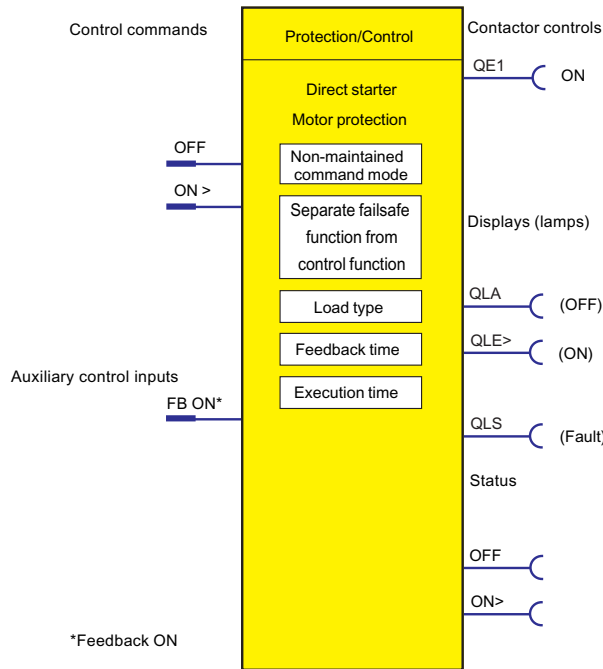 Control commands
Protection/Control
Contactor controls
QE1
ON
Direct starter
Motor protection
OFF
Non-maintained
command mode
ON >
Separate failsafe
function from
control function
Displays (lamps)
QLA
(OFF)
Load type
QLE>
(ON)
Feedback time
Auxiliary control inputs
Execution time
FB ON*
QLS
(Fault)
Status
OFF
ON>
*Feedback ON